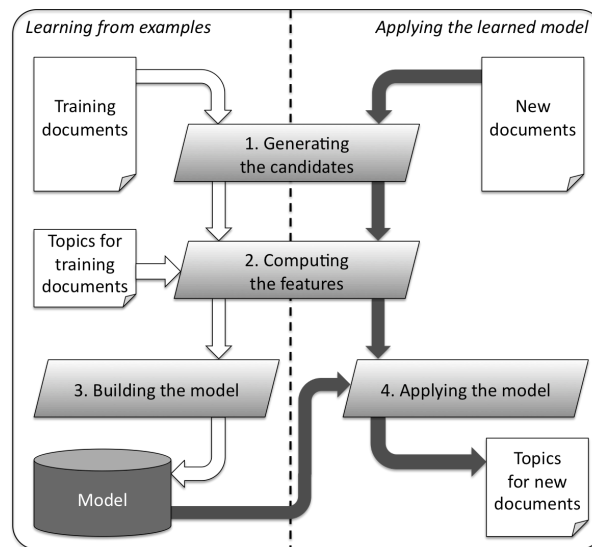 Learning from examples
Applying the learned model
Training
documents
New
documents
1. Generating
the candidates
Topics for
training
documents
2. Computing
the features
3. Building the model
4. Applying the model
Model
Topics
for new
documents